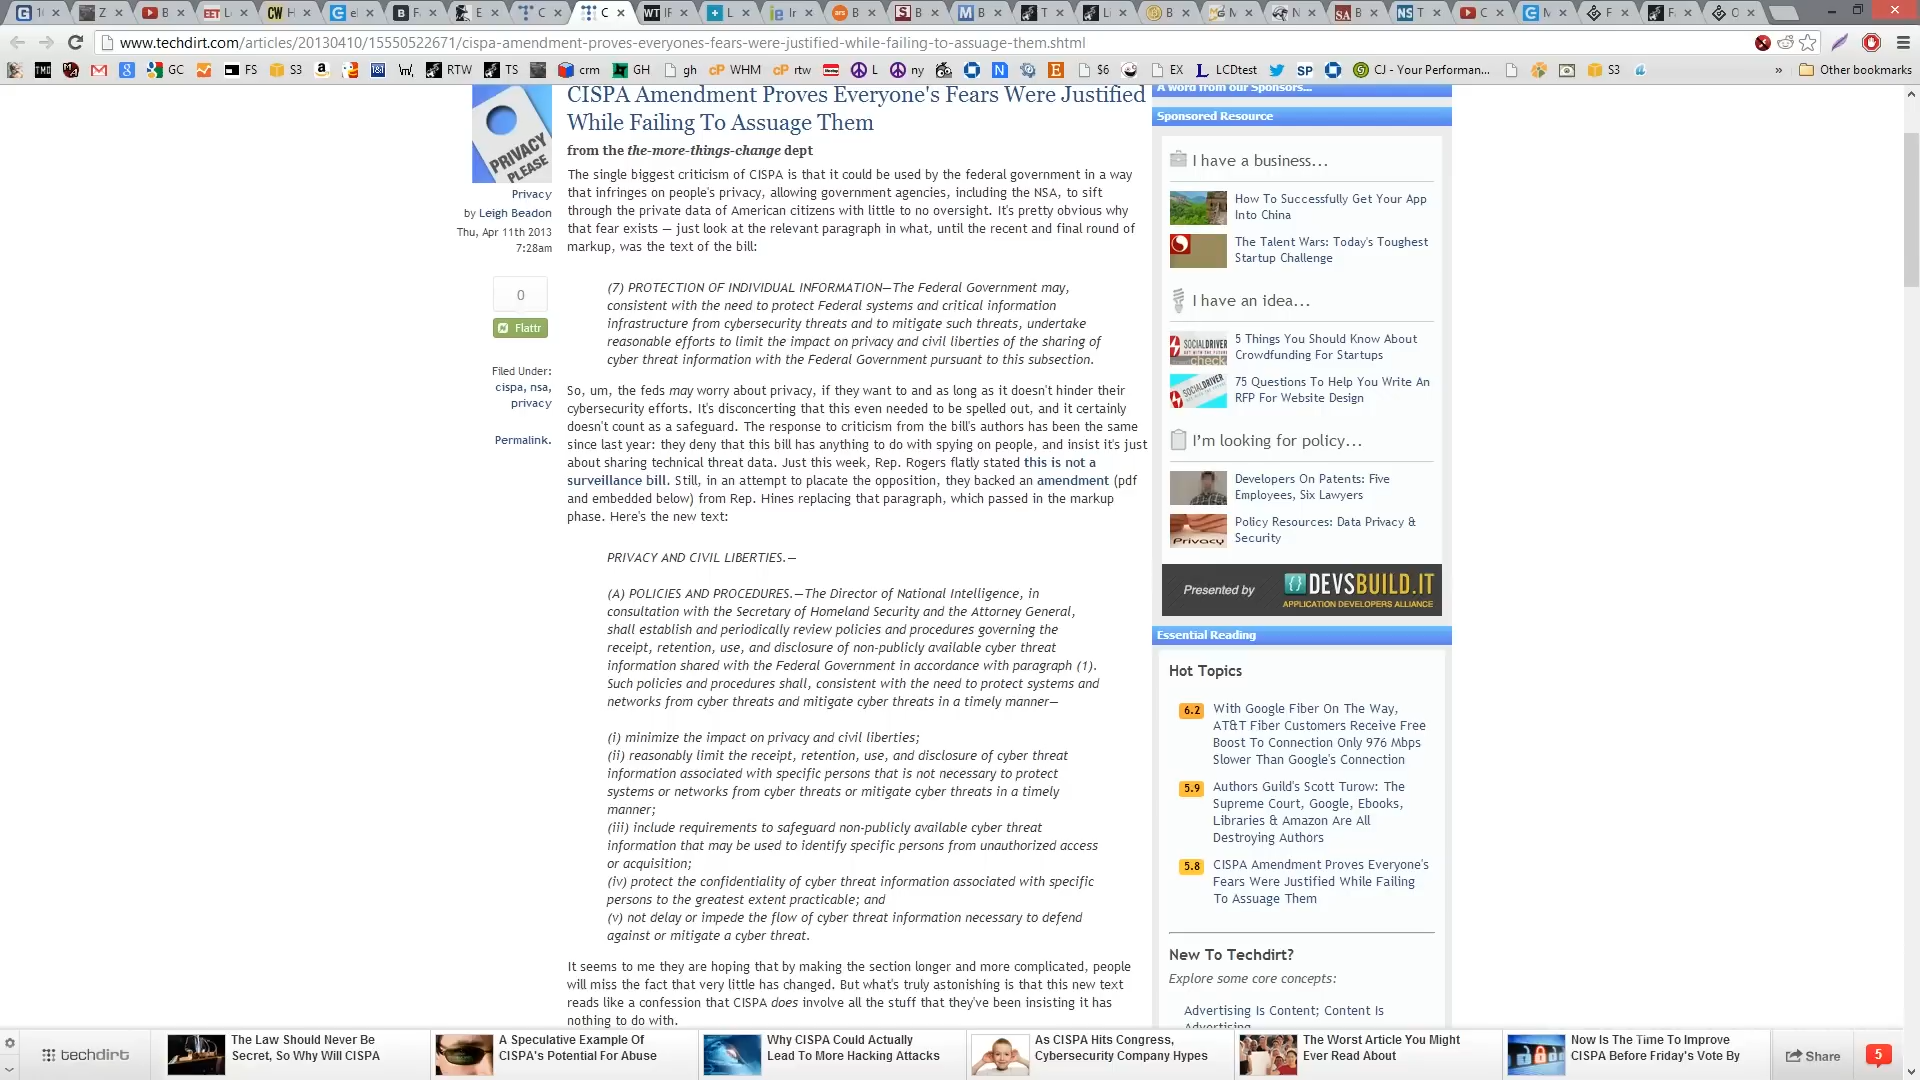 www.techdirt.com/articles/20130410/15550522671/cispa-amendment-proves-everyones-fears-were-justified-while-failing-to-assuage-them.shtml
GC
FS
S3
RTW
TS
crm
GH
gh
WHM
rtw
L
ny
$6
EX
LCDtest
SP
CJ - Your Performan...
S3
»
Other bookmarks
CISPA Amendment Proves Everyone's Fears Were Justified
While Failing To Assuage Them
from the the-more-things-change dept
PRIVACY
PLEASE
Privacy
by Leigh Beadon
Thu, Apr 11th 2013
7:28am
0
Flattr
Filed Under:
cispa, nsa,
privacy
Permalink.
The single biggest criticism of CISPA is that it could be used by the federal government in a way
that infringes on people's privacy, allowing government agencies, including the NSA, to sift
through the private data of American citizens with little to no oversight. It's pretty obvious why
that fear exists — just look at the relevant paragraph in what, until the recent and final round of
markup, was the text of the bill:
(7) PROTECTION OF INDIVIDUAL INFORMATION—The Federal Government may,
consistent with the need to protect Federal systems and critical information
infrastructure from cybersecurity threats and to mitigate such threats, undertake
reasonable efforts to limit the impact on privacy and civil liberties of the sharing of
cyber threat information with the Federal Government pursuant to this subsection.
So, um, the feds may worry about privacy, if they want to and as long as it doesn't hinder their
cybersecurity efforts. It's disconcerting that this even needed to be spelled out, and it certainly
doesn't count as a safeguard. The response to criticism from the bill's authors has been the same
since last year: they deny that this bill has anything to do with spying on people, and insist it's just
about sharing technical threat data. Just this week, Rep. Rogers flatly stated this is not a
surveillance bill. Still, in an attempt to placate the opposition, they backed an amendment (pdf
and embedded below) from Rep. Hines replacing that paragraph, which passed in the markup
phase. Here's the new text:
PRIVACY AND CIVIL LIBERTIES.—
(A) POLICIES AND PROCEDURES.—The Director of National Intelligence, in
consultation with the Secretary of Homeland Security and the Attorney General,
shall establish and periodically review policies and procedures governing the
receipt, retention, use, and disclosure of non-publicly available cyber threat
information shared with the Federal Government in accordance with paragraph (1).
Such policies and procedures shall, consistent with the need to protect systems and
networks from cyber threats and mitigate cyber threats in a timely manner—
(i) minimize the impact on privacy and civil liberties;
(ii) reasonably limit the receipt, retention, use, and disclosure of cyber threat
information associated with specific persons that is not necessary to protect
systems or networks from cyber threats or mitigate cyber threats in a timely
manner;
(iii) include requirements to safeguard non-publicly available cyber threat
information that may be used to identify specific persons from unauthorized access
or acquisition;
(iv) protect the confidentiality of cyber threat information associated with specific
persons to the greatest extent practicable; and
(v) not delay or impede the flow of cyber threat information necessary to defend
against or mitigate a cyber threat.
It seems to me they are hoping that by making the section longer and more complicated, people
will miss the fact that very little has changed. But what's truly astonishing is that this new text
reads like a confession that CISPA does involve all the stuff that they've been insisting it has
nothing to do with.
A word from our Sponsors...
Sponsored Resource
I have a business...
How To Successfully Get Your App
Into China
The Talent Wars: Today's Toughest
Startup Challenge
I have an idea...
5 Things You Should Know About
Crowdfunding For Startups
75 Questions To Help You Write An
RFP For Website Design
I'm looking for policy...
Developers On Patents: Five
Employees, Six Lawyers
Policy Resources: Data Privacy &
Security
Presented by
DEVSBUILD.IT
APPLICATION DEVELOPERS ALLIANCE
Essential Reading
Hot Topics
6.2 With Google Fiber On The Way,
AT&T Fiber Customers Receive Free
Boost To Connection Only 976 Mbps
Slower Than Google's Connection
5.9 Authors Guild's Scott Turow: The
Supreme Court, Google, Ebooks,
Libraries & Amazon Are All
Destroying Authors
5.8 CISPA Amendment Proves Everyone's
Fears Were Justified While Failing
To Assuage Them
New To Techdirt?
Explore some core concepts:
Advertising Is Content; Content Is
Advertising
techdirt
The Law Should Never Be
Secret, So Why Will CISPA
A Speculative Example Of
CISPA's Potential For Abuse
Why CISPA Could Actually
Lead To More Hacking Attacks
As CISPA Hits Congress,
Cybersecurity Company Hypes
The Worst Article You Might
Ever Read About
Now Is The Time To Improve
CISPA Before Friday's Vote By
Share
5